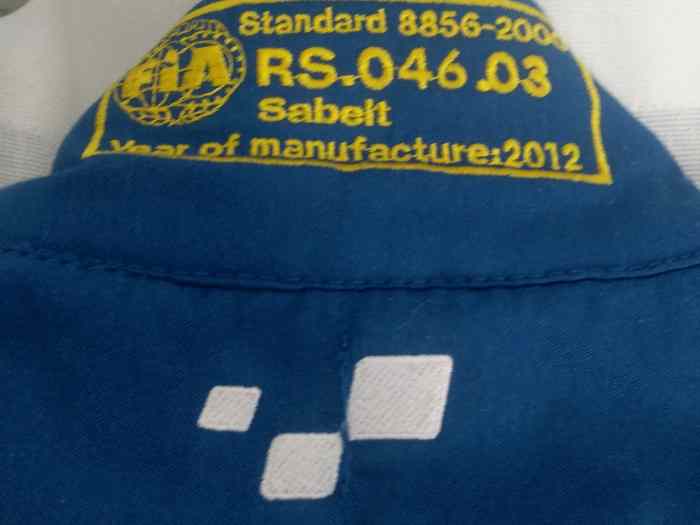 Standard 8856-2000
FIA
RS.046.03
Sabelt
Year of manufacture:2012